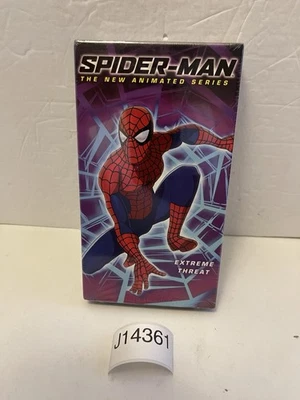 SPIDER-MAN
THE NEW ANIMATED SERIES
EXTREME
THREAT
J14361